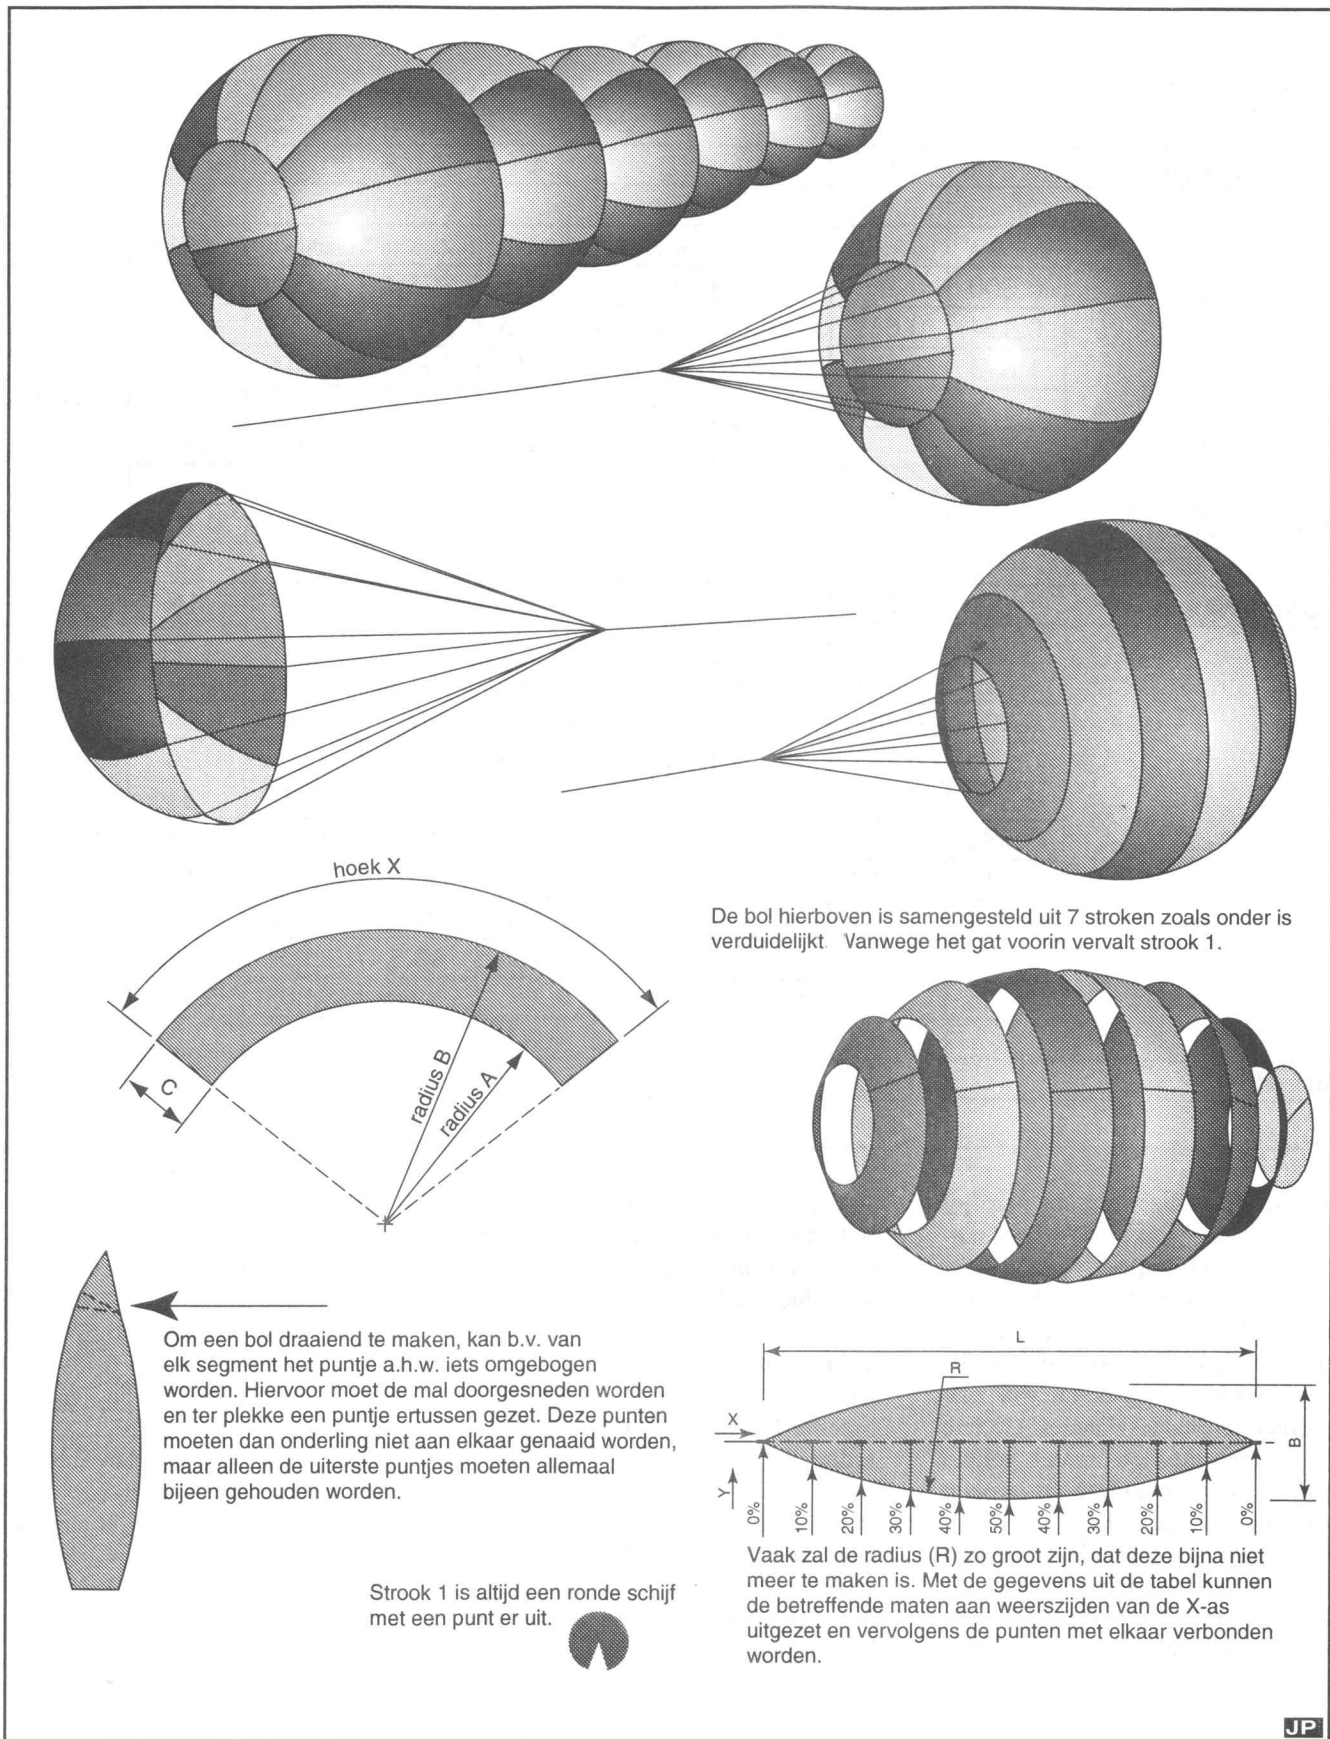 De bol hierboven is samengesteld uit 7 stroken zoals onder is
verduidelijkt. Vanwege het gat voorin vervalt strook 1.
hoek X
radius B
radius A
C
Om een bol draaiend te maken, kan b.v. van
elk segment het puntje a.h.w. iets omgebogen
worden. Hiervoor moet de mal doorgesneden worden
en ter plekke een puntje ertussen gezet. Deze punten
moeten dan onderling niet aan elkaar genaaid worden,
maar alleen de uiterste puntjes moeten allemaal
bijeen gehouden worden.
L
R
X
B
Y
0% 10% 20% 30% 40% 50% 40% 30% 20% 10% 0%
Vaak zal de radius (R) zo groot zijn, dat deze bijna niet
meer te maken is. Met de gegevens uit de tabel kunnen
de betreffende maten aan weerszijden van de X-as
uitgezet en vervolgens de punten met elkaar verbonden
worden.
Strook 1 is altijd een ronde schijf
met een punt er uit.
JP